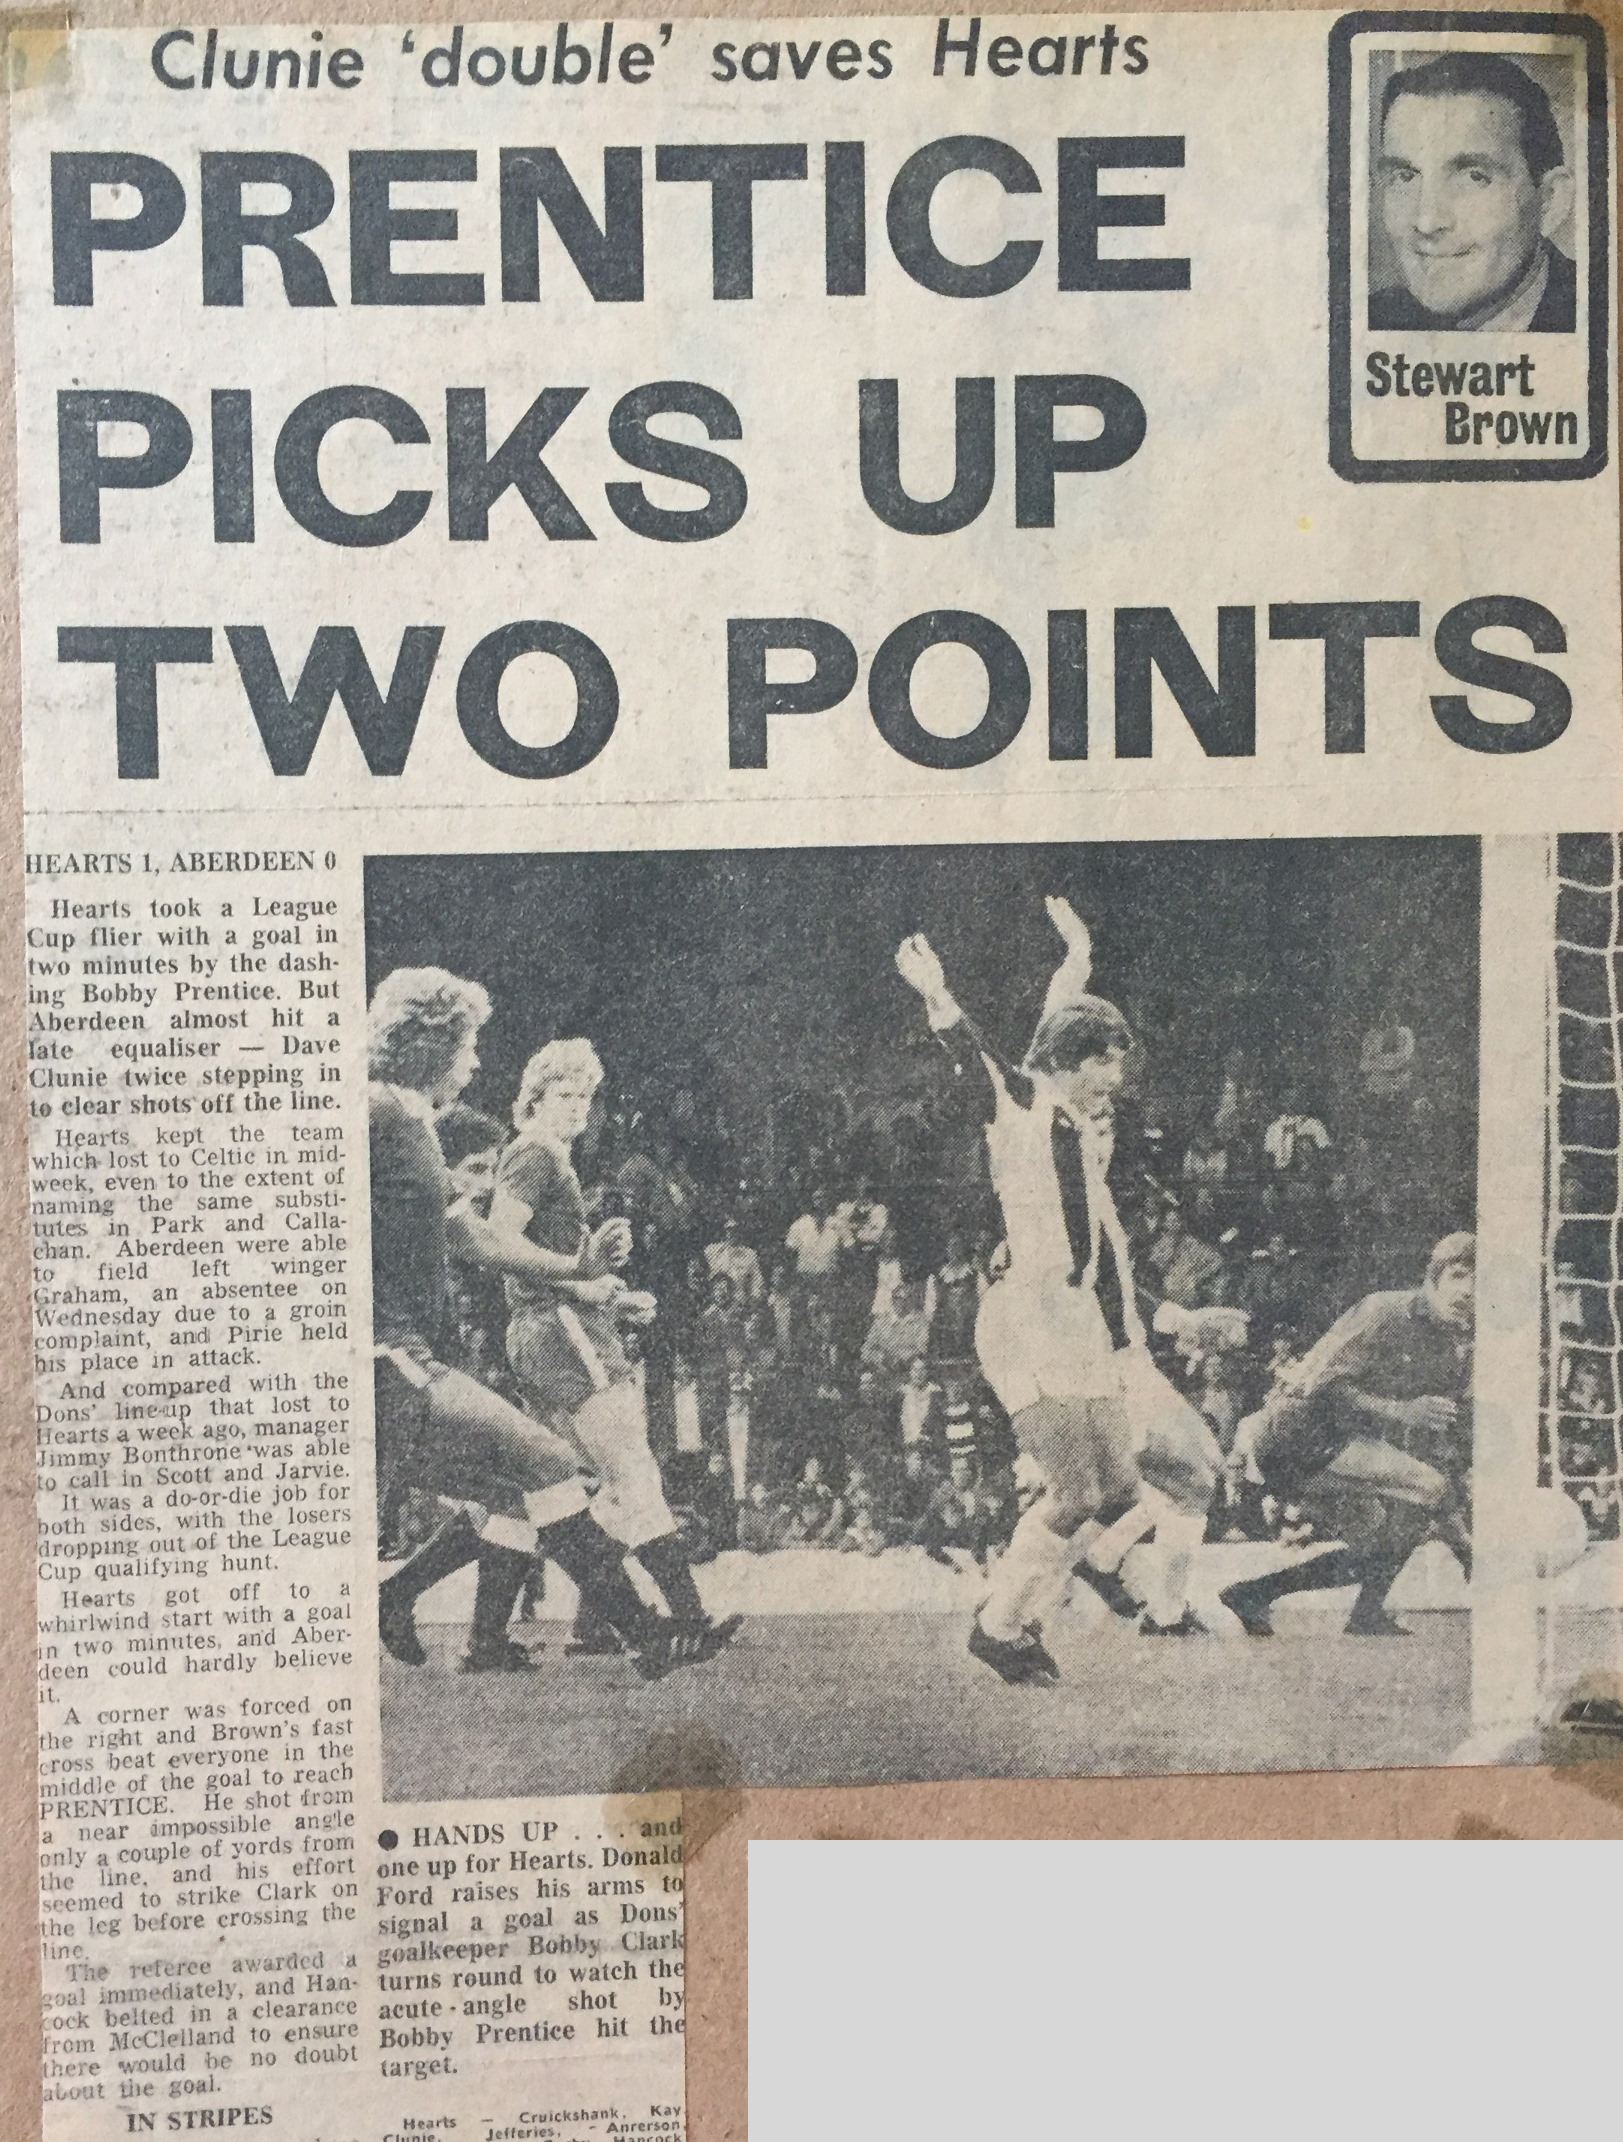 Clunie ‘double’ saves Hearts
PRENTICE
PICKS UP
TWO POINTS
Stewart
Brown
HEARTS 1, ABERDEEN 0
Hearts took a League
Cup flier with a goal in
two minutes by the dash-
ing Bobby Prentice. But
Aberdeen almost hit a
late equaliser — Dave
Clunie twice stepping in
to clear shots off the line.
Hearts kept the team
which lost to Celtic in mid-
week, even to the extent of
naming the same substi-
tutes in Park and Calla-
chan. Aberdeen were able
to field left winger
Graham, an absentee on
Wednesday due to a groin
complaint, and Pirie held
his place in attack.
And compared with the
Dons' line-up that lost to
Hearts a week ago, manager
Jimmy Bonthrone was able
to call in Scott and Jarvie.
It was a do-or-die job for
both sides, with the losers
dropping out of the League
Cup qualifying hunt.
Hearts got off to a
whirlwind start with a goal
in two minutes, and Aber-
deen could hardly believe
it.
A corner was forced on
the right and Brown's fast
cross beat everyone in the
middle of the goal to reach
PRENTICE. He shot from
a near impossible angle
only a couple of yords from
the line, and his effort
seemed to strike Clark on
the leg before crossing the
line.
The referee awarded a
goal immediately, and Han-
cock belted in a clearance
from McClelland to ensure
there would be no doubt
about the goal.
IN STRIPES
● HANDS UP . . . and
one up for Hearts. Donald
Ford raises his arms to
signal a goal as Dons'
goalkeeper Bobby Clark
turns round to watch the
acute-angle shot by
Bobby Prentice hit the
target.
Hearts — Cruickshank, Kay
Clunie, Jefferies, - Anrerson
Hancock